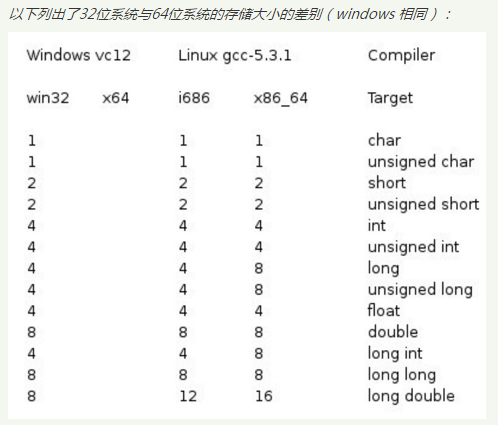 以下列出了32位系统与64位系统的存储大小的差别（windows 相同）：
Windows vc12 Linux gcc-5.3.1 Compiler
win32 x64 i686 x86_64 Target
1 1 1 char
1 1 1 unsigned char
2 2 2 short
2 2 2 unsigned short
4 4 4 int
4 4 4 unsigned int
4 4 8 long
4 4 8 unsigned long
4 4 4 float
8 8 8 double
4 4 8 long int
8 8 8 long long
8 12 16 long double